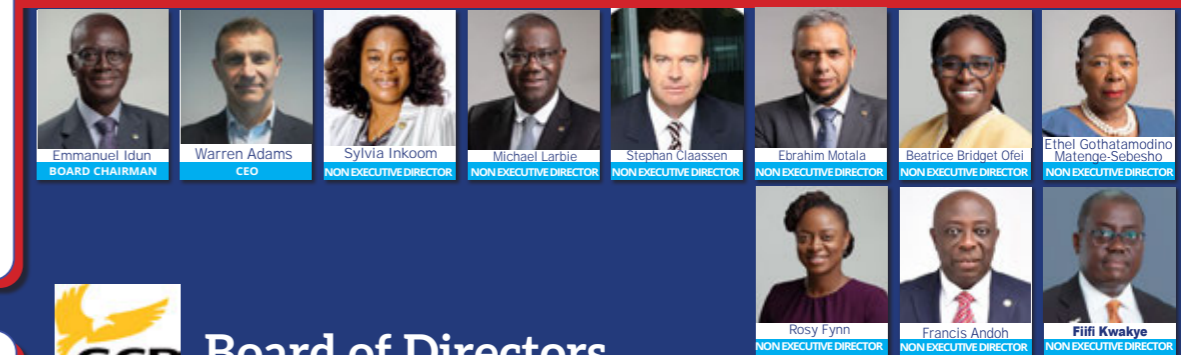 Emmanuel Idun
BOARD CHAIRMAN
Warren Adams
CEO
Sylvia Inkoom
NON EXECUTIVE DIRECTOR
Michael Larbie
NON EXECUTIVE DIRECTOR
Stephan Claassen
NON EXECUTIVE DIRECTOR
Ebrahim Motala
NON EXECUTIVE DIRECTOR
Beatrice Bridget Ofei
NON EXECUTIVE DIRECTOR
Ethel Gothatamodino
Matenge-Sebesho
NON EXECUTIVE DIRECTOR
Rosy Fynn
NON EXECUTIVE DIRECTOR
Francis Andoh
NON EXECUTIVE DIRECTOR
Fiifi Kwakye
NON EXECUTIVE DIRECTOR
Board of Directors